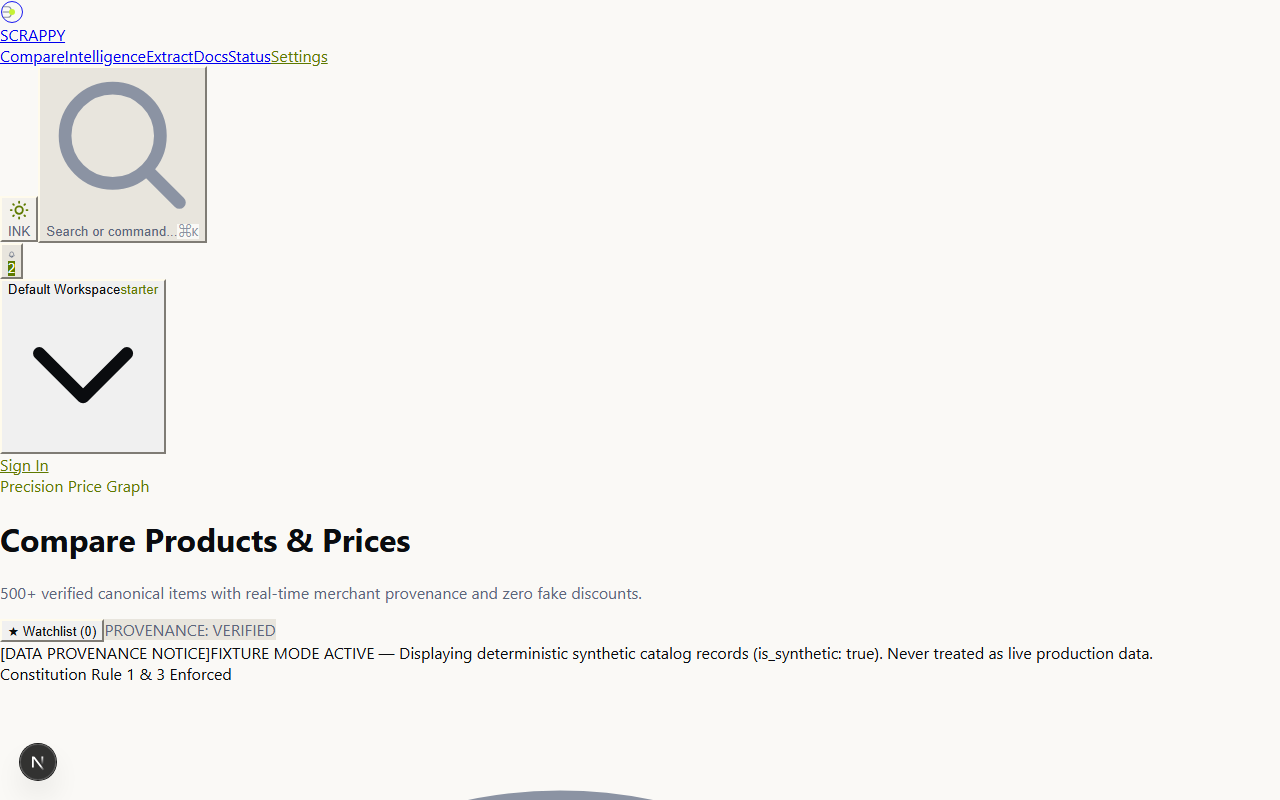 SCRAPPY
CompareIntelligenceExtractDocsStatusSettings
INK
Search or command...⌘K
2
Default Workspacestarter
Sign In
Precision Price Graph
Compare Products & Prices
500+ verified canonical items with real-time merchant provenance and zero fake discounts.
★ Watchlist (0) PROVENANCE: VERIFIED
[DATA PROVENANCE NOTICE]FIXTURE MODE ACTIVE — Displaying deterministic synthetic catalog records (is_synthetic: true). Never treated as live production data.
Constitution Rule 1 & 3 Enforced
N